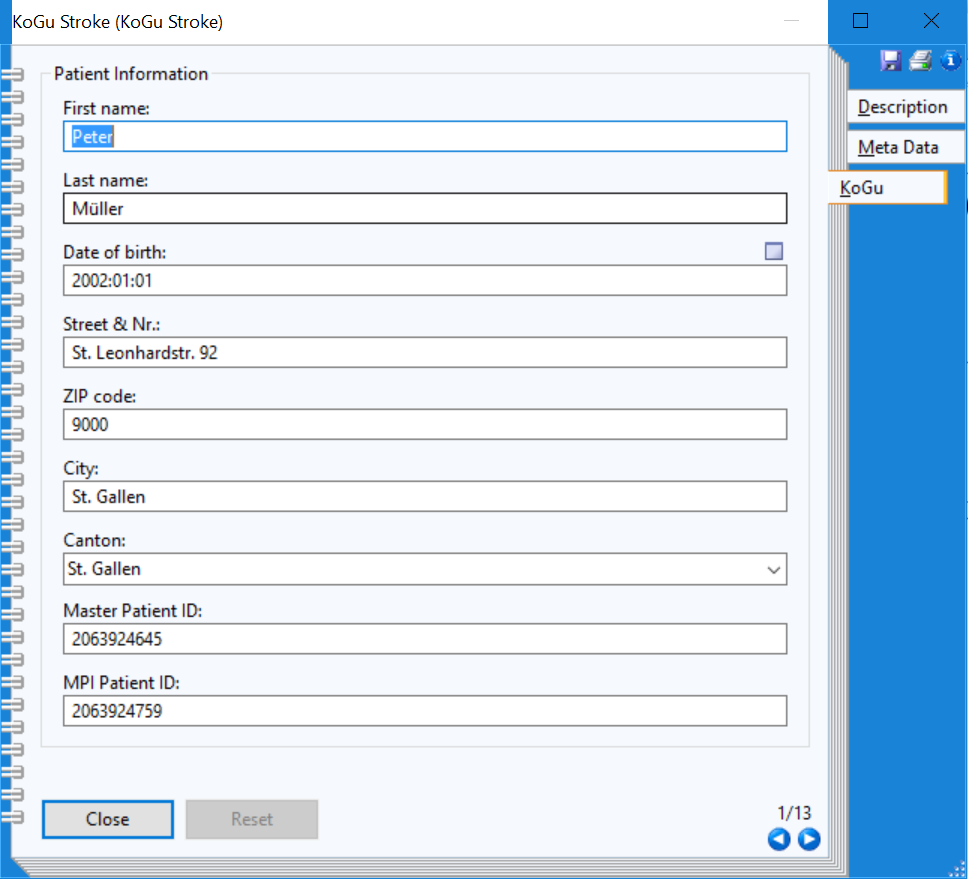 KoGu Stroke (KoGu Stroke)
Patient Information
First name:
Peter
Last name:
Müller
Date of birth:
2002:01:01
Street & Nr.:
St. Leonhardstr. 92
ZIP code:
9000
City:
St. Gallen
Canton:
St. Gallen
Master Patient ID:
2063924645
MPI Patient ID:
2063924759
Close
Reset
1/13
Description
Meta Data
KoGu